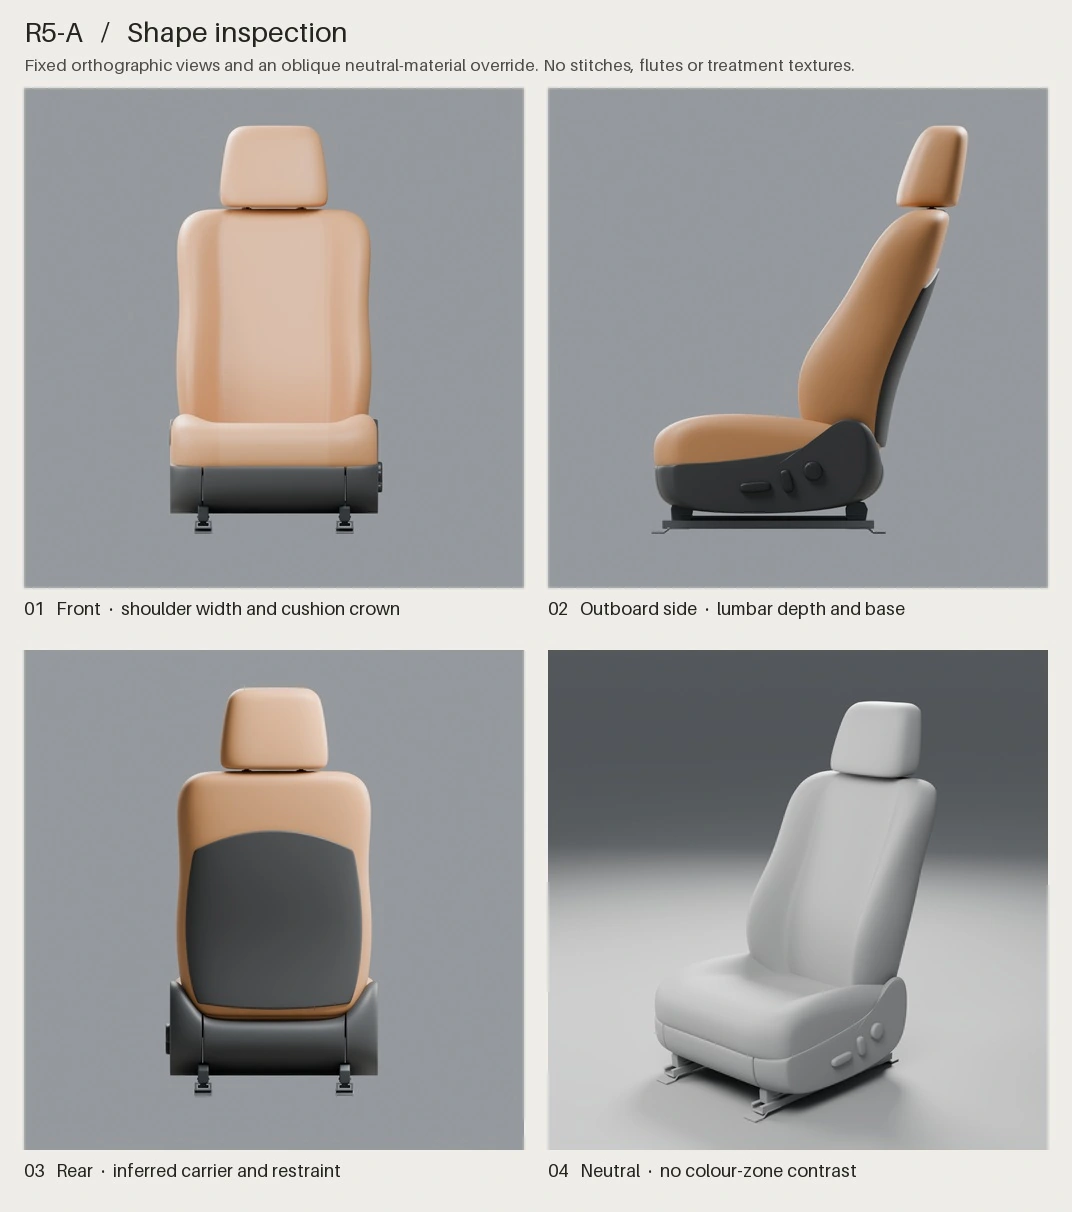 R5-A / Shape inspection
Fixed orthographic views and an oblique neutral-material override. No stitches, flutes or treatment textures.
01 Front · shoulder width and cushion crown
02 Outboard side · lumbar depth and base
03 Rear · inferred carrier and restraint
04 Neutral · no colour-zone contrast